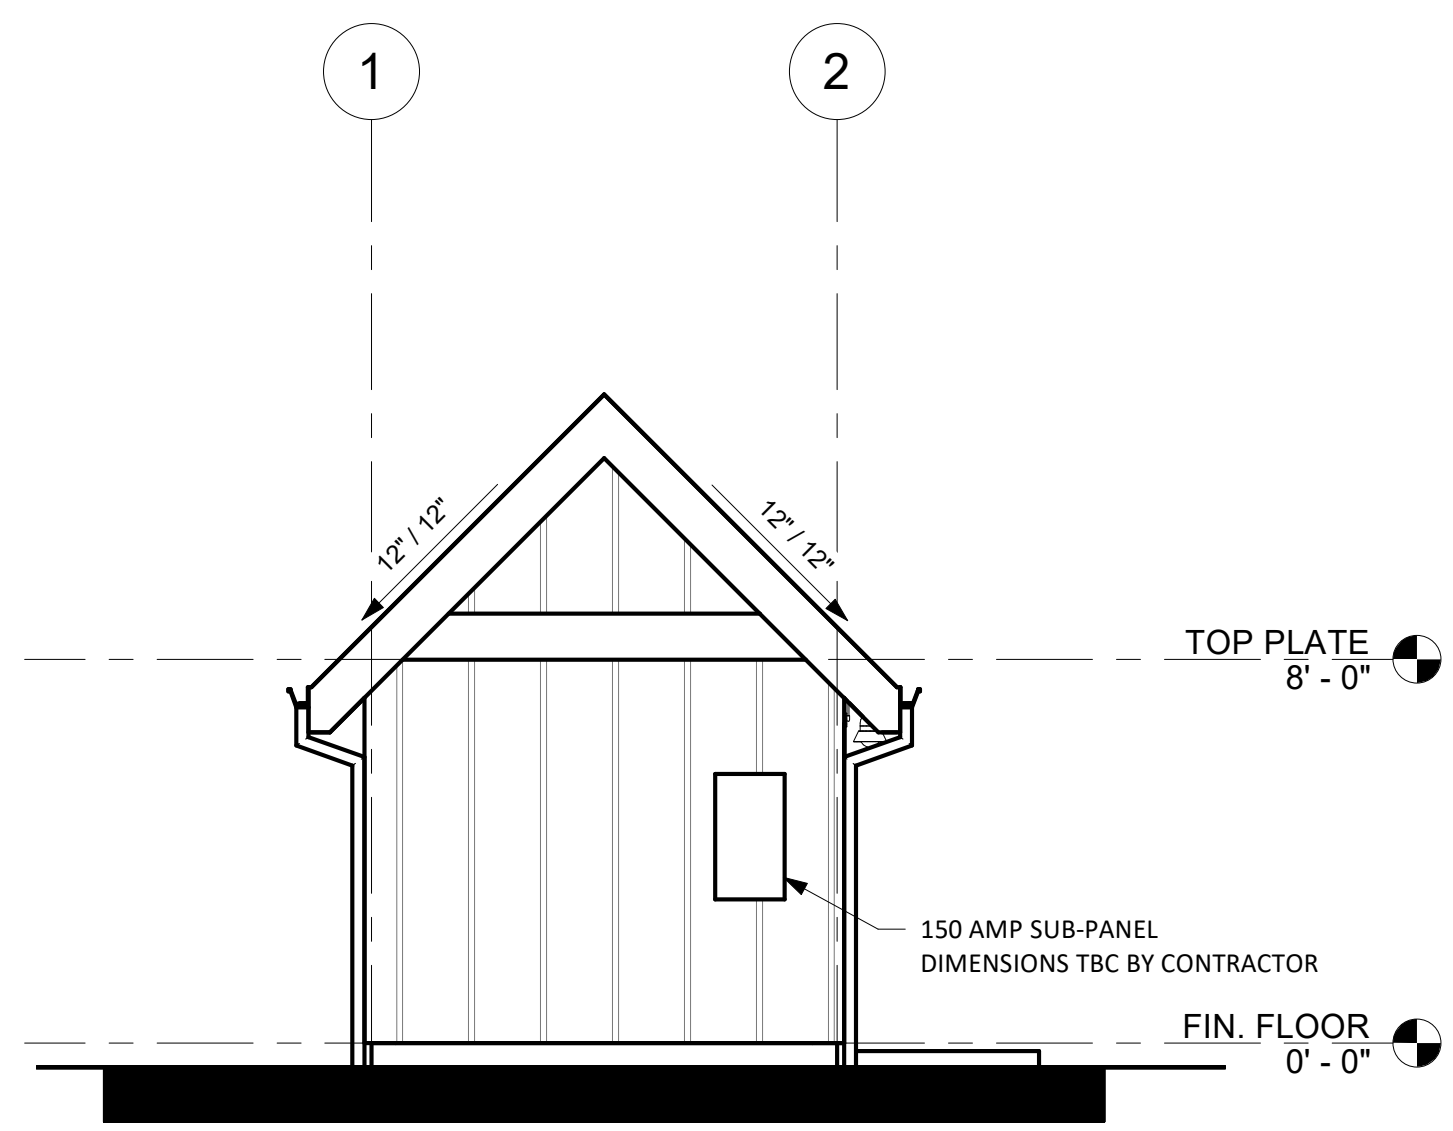 1
2
12" / 12"
12" / 12"
TOP PLATE
8' - 0"
150 AMP SUB-PANEL
DIMENSIONS TBC BY CONTRACTOR
FIN. FLOOR
0' - 0"